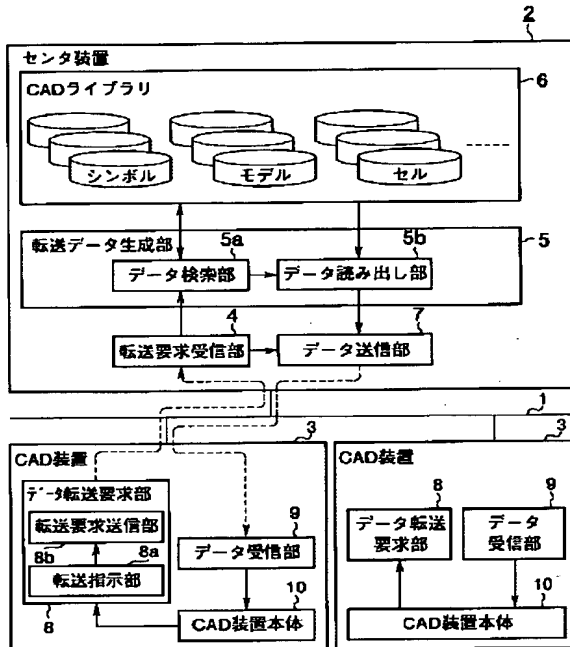 2
センタ装置
CADライブラリ
6
シンボル
モデル
セル
転送データ生成部
5a
5b
5
データ検索部
データ読み出し部
4
7
転送要求受信部
データ送信部
1
3
3
CAD装置
CAD装置
データ転送要求部
転送要求送信部
8b
8a
転送指示部
8
9
データ受信部
10
CAD装置本体
8
データ転送
要求部
9
データ
受信部
10
CAD装置本体